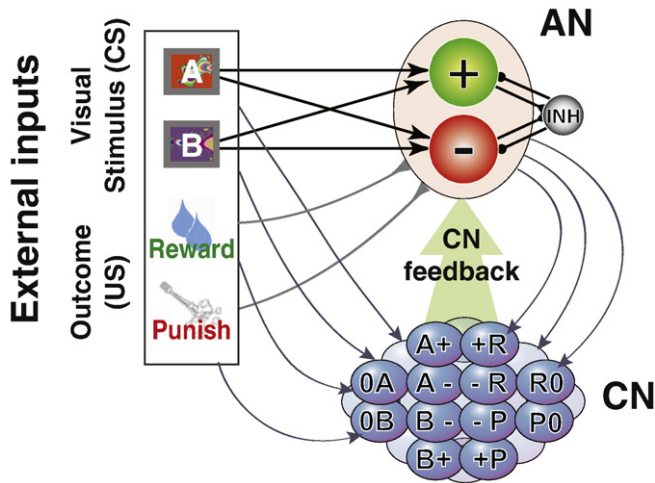 External inputs
Visual
Stimulus (CS)
Outcome
(US)
A
B
Reward
Punish
AN
+
-
INH
CN
feedback
CN
A+ +R
0A A - - R R0
0B B - - P P0
B+ +P